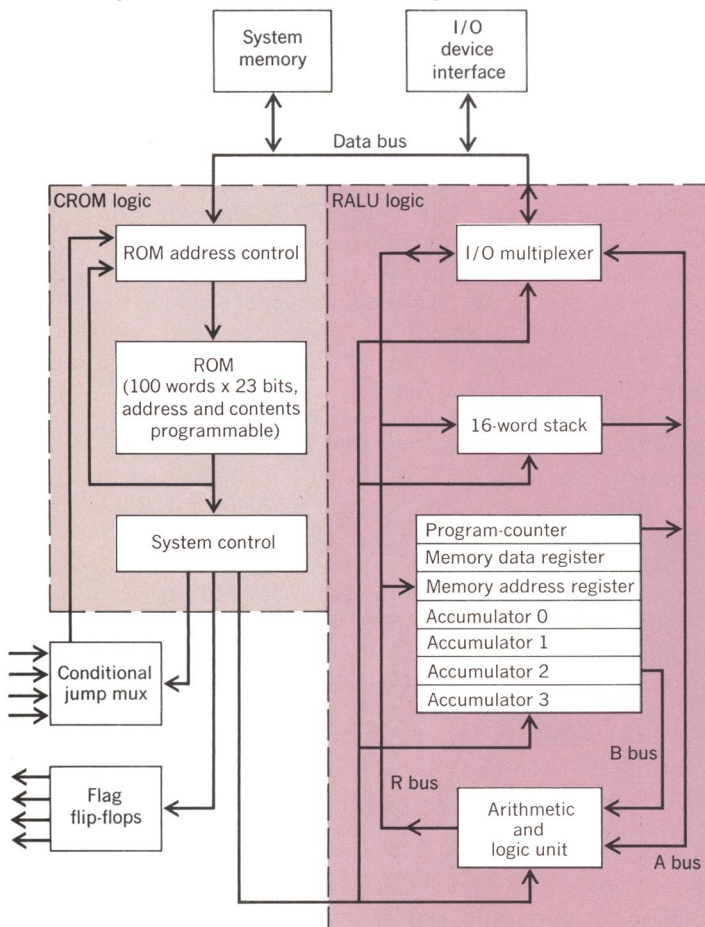 System
memory
I/O
device
interface
Data bus
CROM logic
RALU logic
ROM address control
I/O multiplexer
ROM
(100 words x 23 bits,
address and contents
programmable)
16-word stack
System control
Program-counter
Memory data register
Memory address register
Accumulator 0
Accumulator 1
Accumulator 2
Accumulator 3
Conditional
jump mux
B bus
R bus
Flag
flip-flops
Arithmetic
and
logic unit
A bus